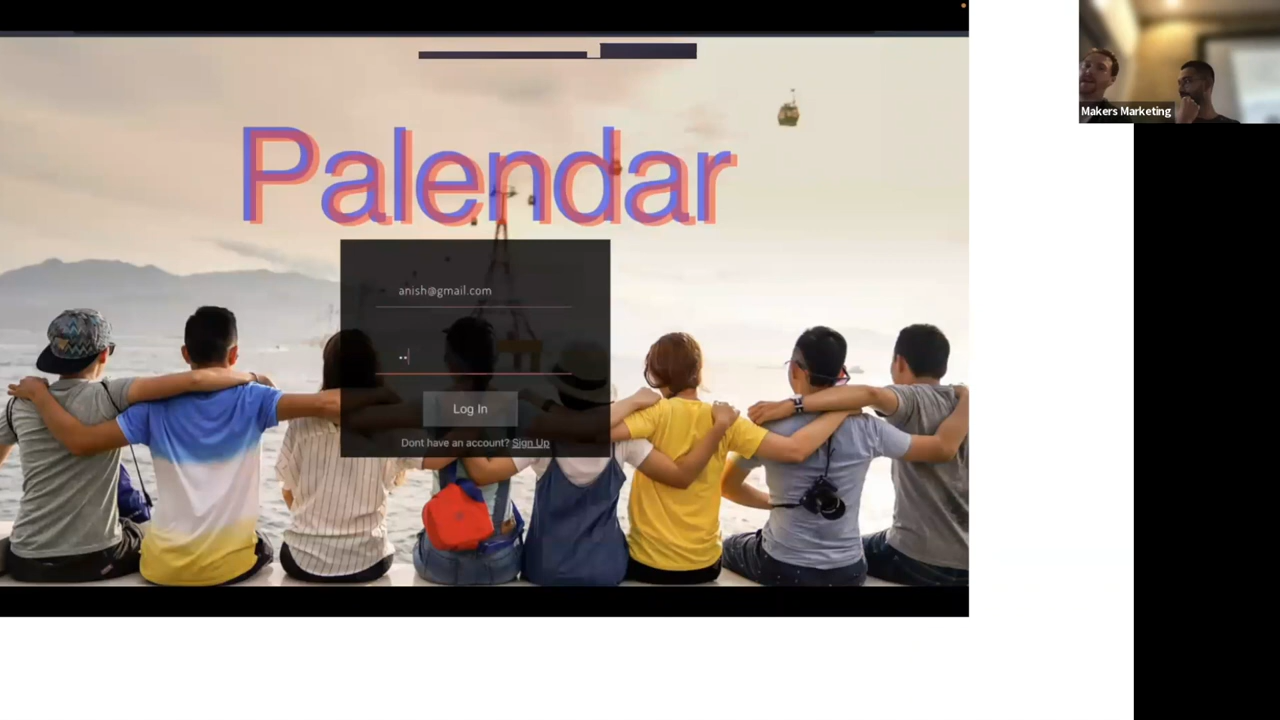 Palendar
anish@gmail.com
Log In
Dont have an account? Sign Up
Makers Marketing